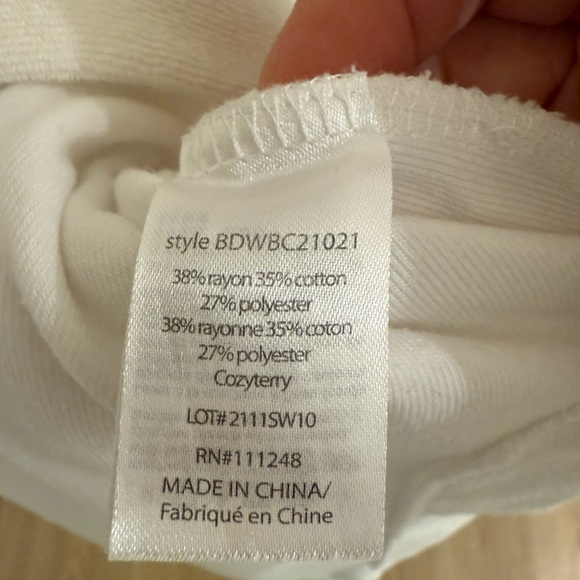 style BDWBC21021
38% rayon 35% cotton
27% polyester
38% rayonne 35% coton
27% polyester
Cozyterry
LOT# 2111SW10
RN#111248
MADE IN CHINA/
Fabriqué en Chine